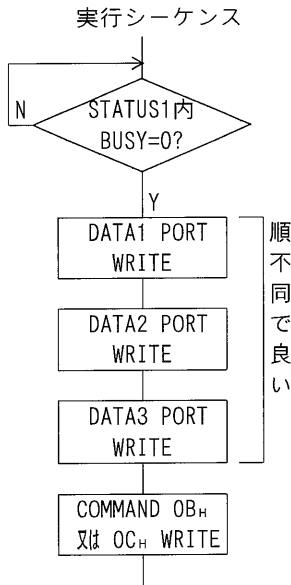 実行シーケンス
N
STATUS1内
BUSY=0?
Y
DATA1 PORT
WRITE
DATA2 PORT
WRITE
DATA3 PORT
WRITE
順不同で良い
COMMAND 0BH
又は 0CH WRITE